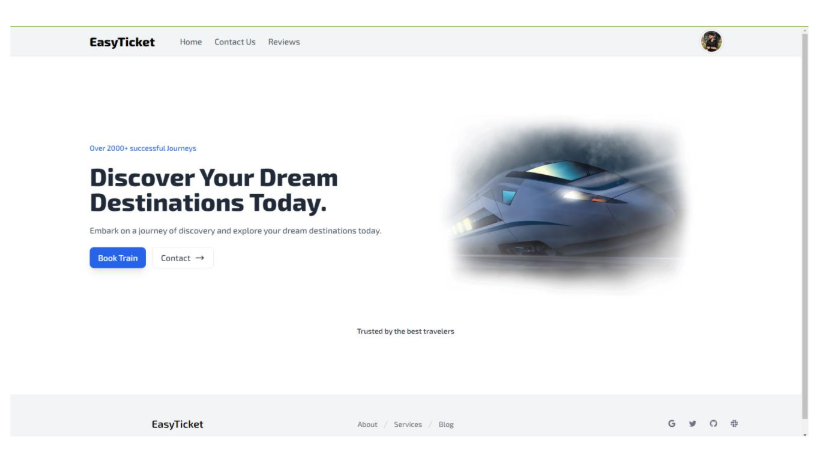 EasyTicket Home Contact Us Reviews
Over 2000+ successful Journeys
Discover Your Dream
Destinations Today.
Embark on a journey of discovery and explore your dream destinations today.
Book Train Contact →
Trusted by the best travelers
EasyTicket About / Services / Blog G